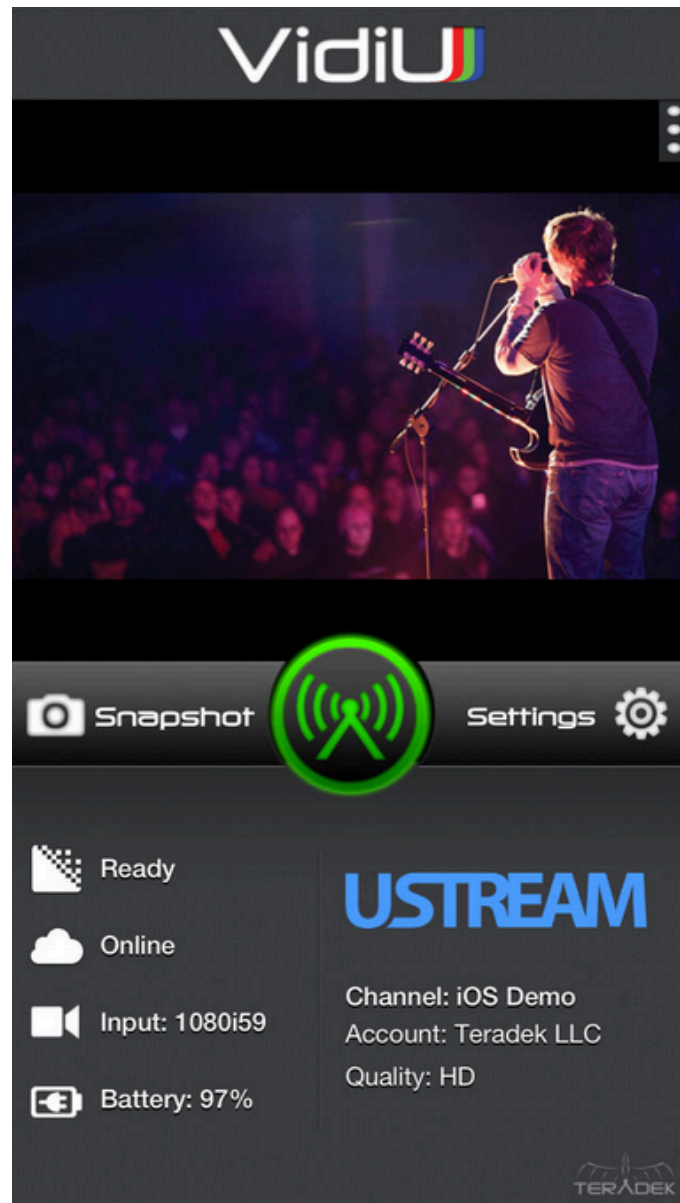 VidiU
Snapshot
Settings
Ready
Online
Input: 1080i59
Battery: 97%
USTREAM
Channel: iOS Demo
Account: Teradek LLC
Quality: HD
TERADEK